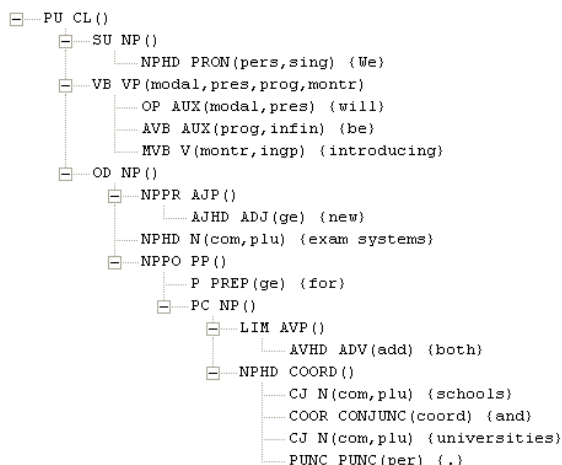 PU CL()
SU NP()
NPHD PRON(pers,sing) {We}
VB VP(modal,pres,prog,montr)
OP AUX(modal,pres) {will}
AVB AUX(prog,infin) {be}
MVB V(montr,ingp) {introducing}
OD NP()
NPPR AJP()
AJHD ADJ(ge) {new}
NPHD N(com,plu) {exam systems}
NPPO PP()
P PREP(ge) {for}
PC NP()
LIM AVP()
AVHD ADV(add) {both}
NPHD COORD()
CJ N(com,plu) {schools}
COOR CONJUNC(coord) {and}
CJ N(com,plu) {universities}
PUNC PUNC(per) {.}